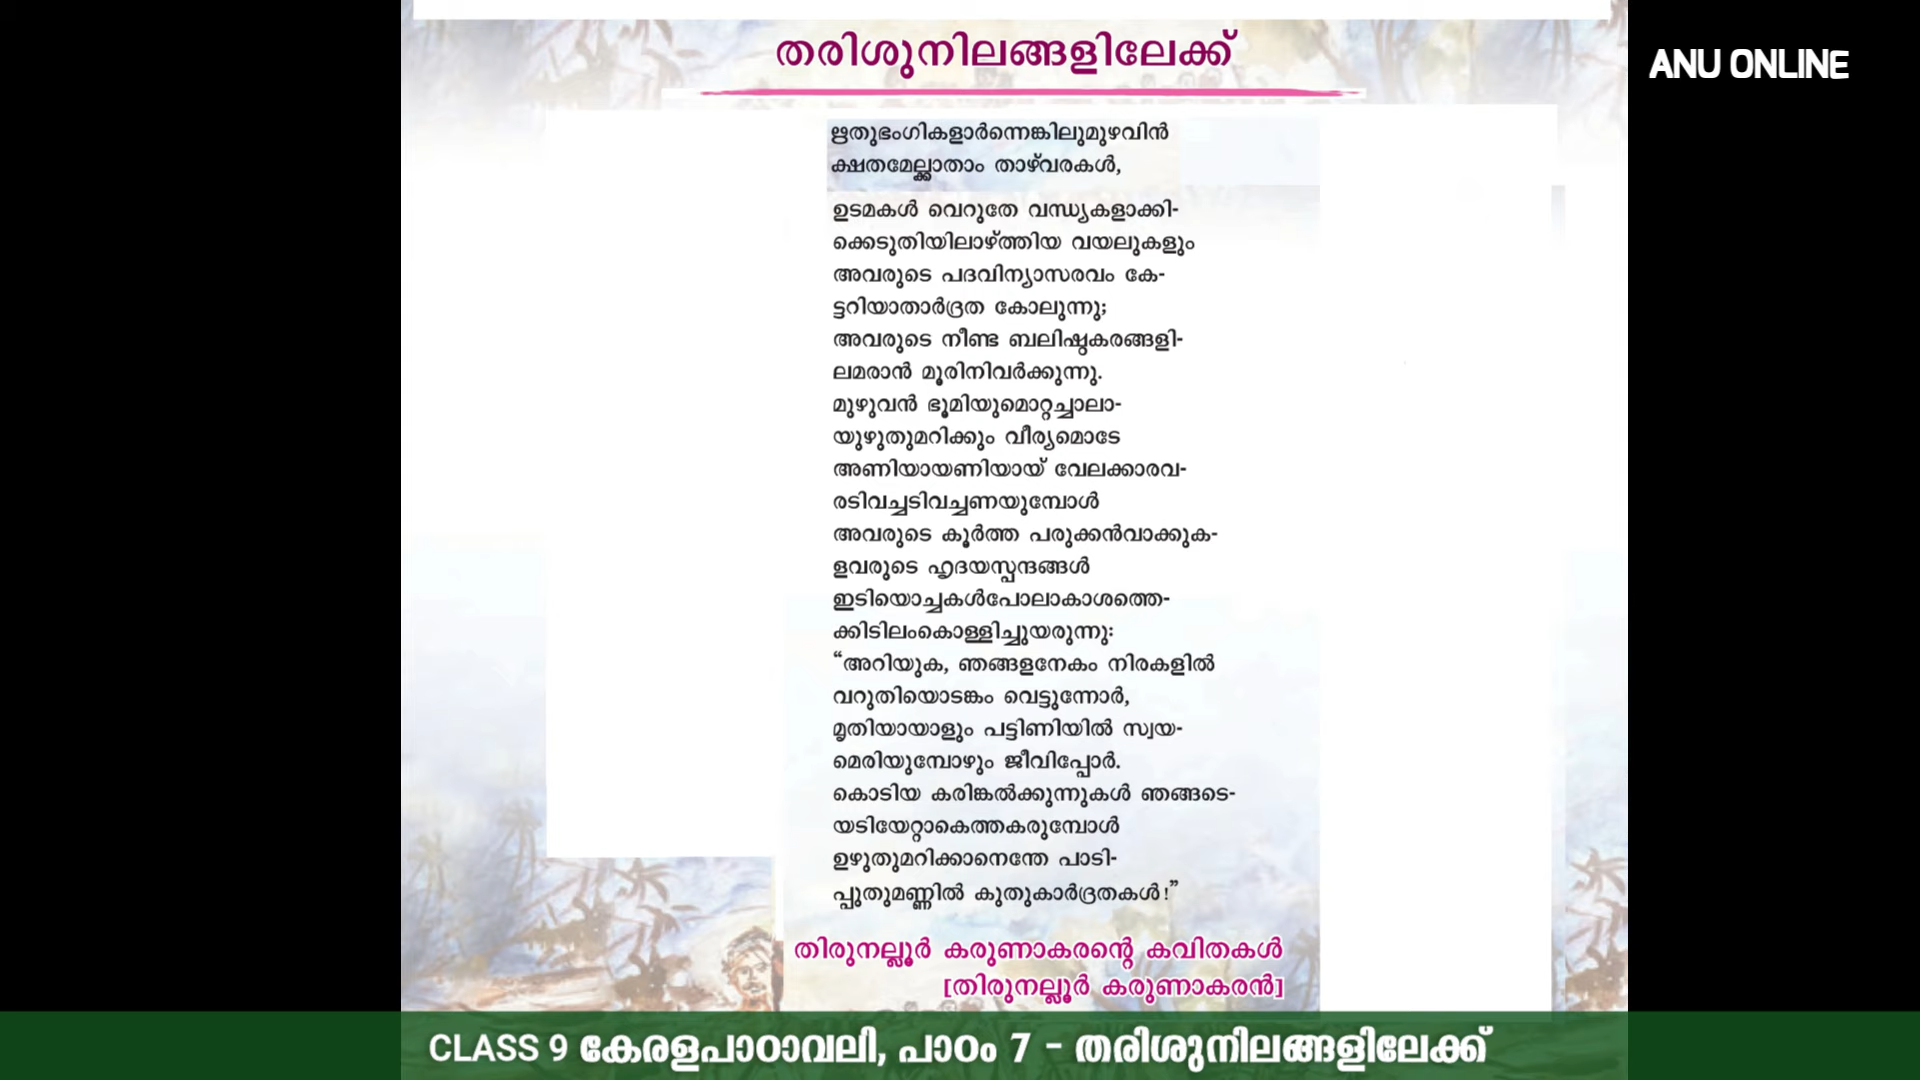 തരിശുനിലങ്ങളിലേക്ക്
ANU ONLINE
ഋതുഭംഗികളാർന്നെങ്കിലുമുഴവിൻ
ക്ഷതമേല്ക്കാതാം താഴ്‌വരകൾ,
ഉടമകൾ വെറുതേ വന്ധ്യകളാക്കി-
ക്കെടുതിയിലാഴ്ത്തിയ വയലുകളും
അവരുടെ പദവിന്യാസരവം കേ-
ട്ടറിയാതാർദ്രത കോലുന്നു;
അവരുടെ നീണ്ട ബലിഷ്ഠകരങ്ങളി-
ലമരാൻ മൂരിനിവർക്കുന്നു.
മുഴുവൻ ഭൂമിയുമൊറ്റച്ചാലാ-
യുഴുതുമറിക്കും വീര്യമൊടേ
അണിയായണിയായ് വേലക്കാരവ-
രടിവച്ചടിവച്ചണയുമ്പോൾ
അവരുടെ കൂർത്ത പരുക്കൻവാക്കുക-
ളവരുടെ ഹൃദയസ്പന്ദങ്ങൾ
ഇടിയൊച്ചകൾപോലാകാശത്തെ-
ക്കിടിലംകൊള്ളിച്ചുയരുന്നു:
“അറിയുക, ഞങ്ങളനേകം നിരകളിൽ
വറുതിയൊടങ്കം വെട്ടുന്നോർ,
മൃതിയായാളും പട്ടിണിയിൽ സ്വയ-
മെരിയുമ്പോഴും ജീവിപ്പോർ.
കൊടിയ കരിങ്കൽക്കുന്നുകൾ ഞങ്ങടെ-
യടിയേറ്റാകെത്തകരുമ്പോൾ
ഉഴുതുമറിക്കാനെന്തേ പാടി-
പ്പുതുമണ്ണിൽ കുതുകാർദ്രതകൾ!”
തിരുനല്ലൂർ കരുണാകരന്റെ കവിതകൾ
[തിരുനല്ലൂർ കരുണാകരൻ]
CLASS 9 കേരളപാഠാവലി, പാഠം 7 - തരിശുനിലങ്ങളിലേക്ക്